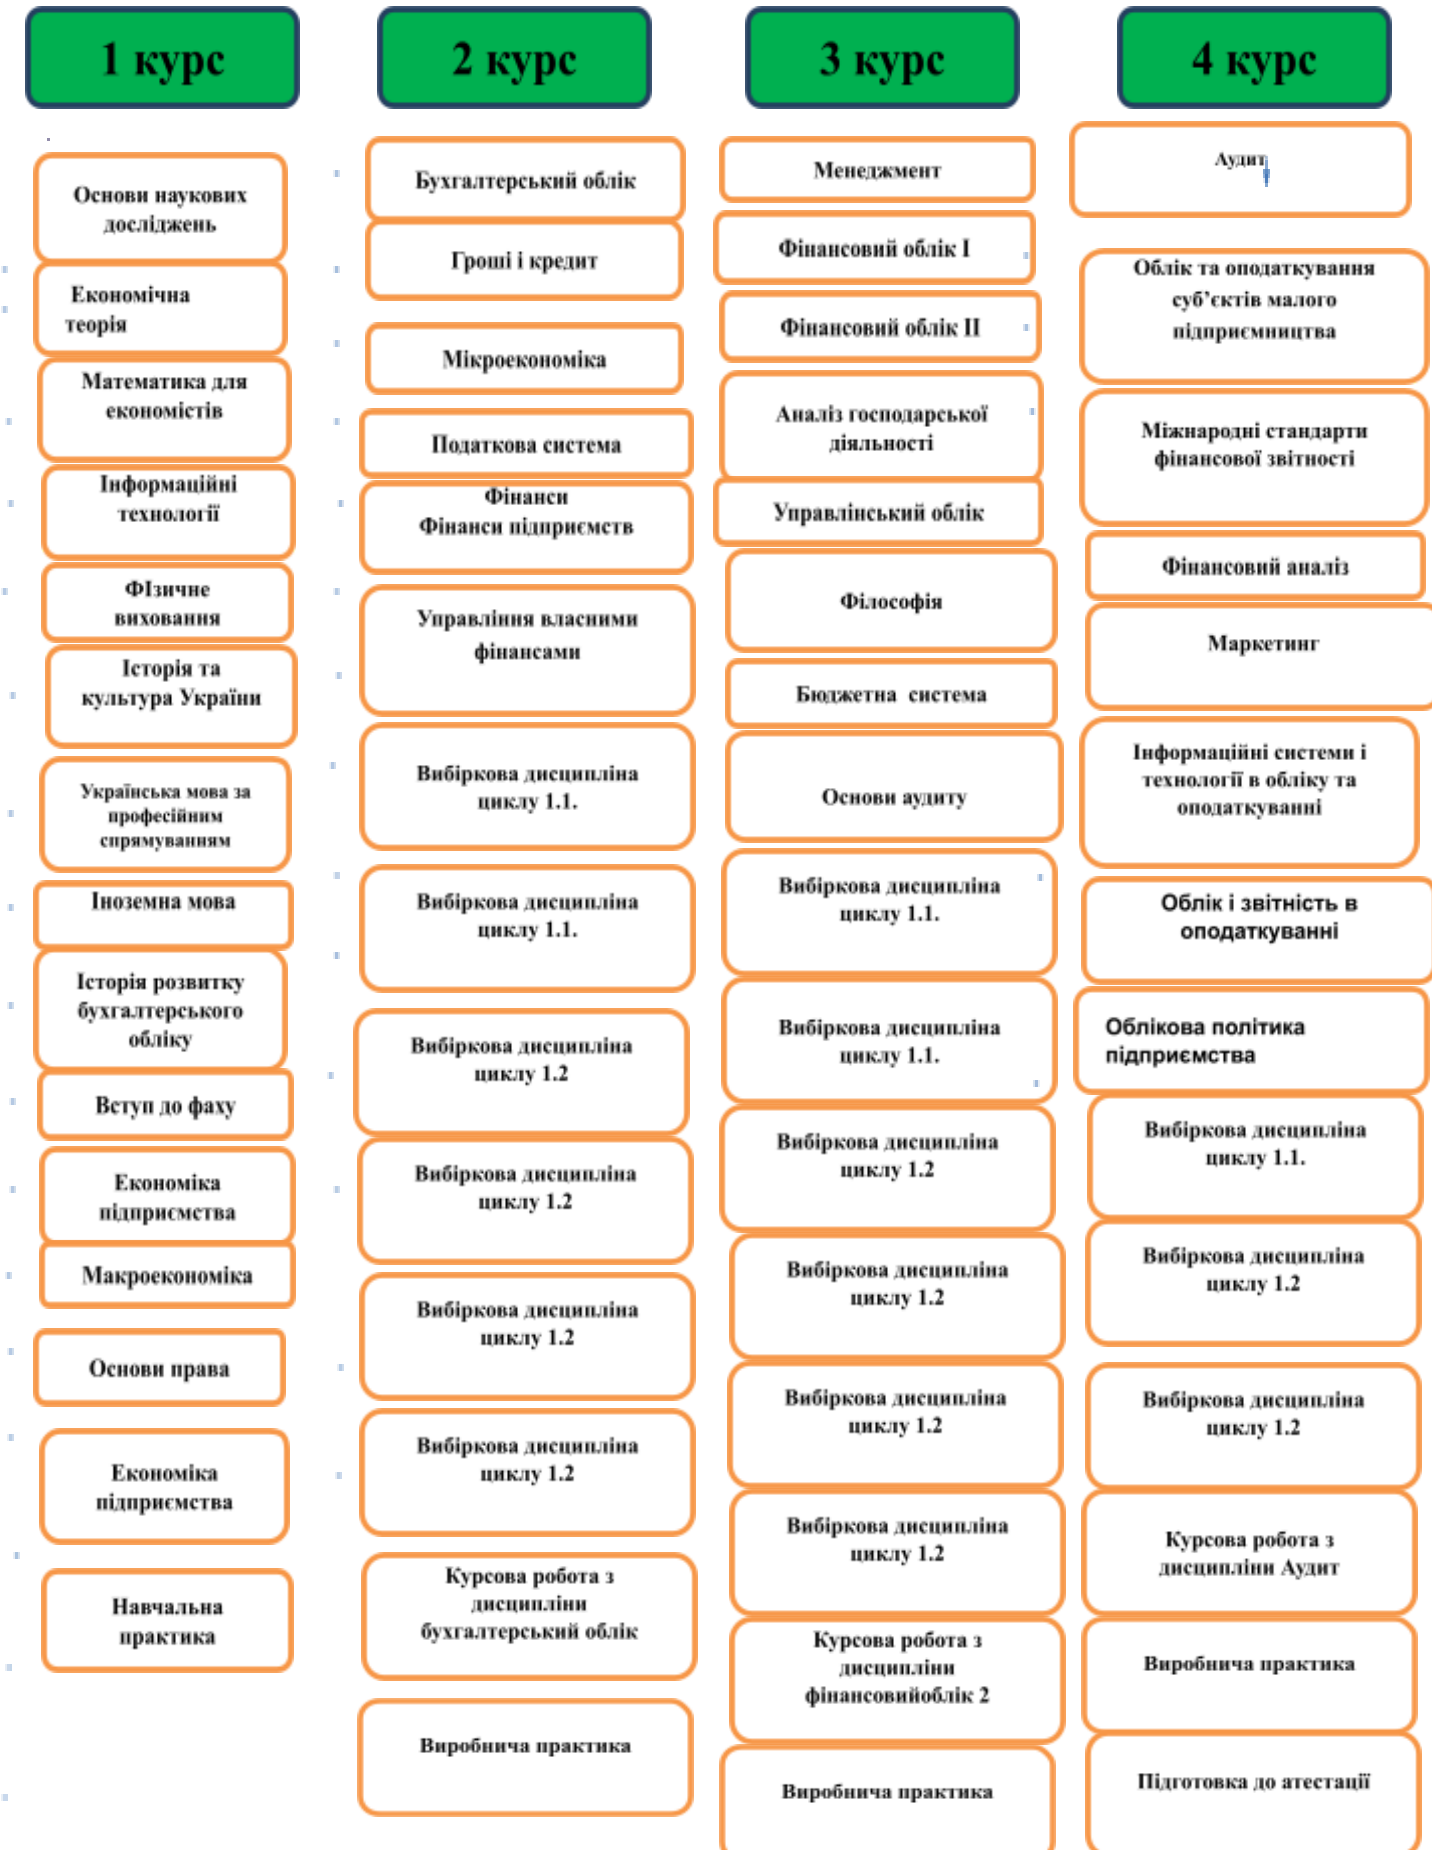 1 курс
Основи наукових
досліджень
Економічна
теорія
Математика для
економістів
Інформаційні
технології
ФІзичне
виховання
Історія та
культура України
Українська мова за
професійним
спрямуванням
Іноземна мова
Історія розвитку
бухгалтерського
обліку
Вступ до фаху
Економіка
підприємства
Макроекономіка
Основи права
Економіка
підприємства
Навчальна
практика
2 курс
Бухгалтерський облік
Гроші і кредит
Мікроекономіка
Податкова система
Фінанси
Фінанси підприємств
Управління власними
фінансами
Вибіркова дисципліна
циклу 1.1.
Вибіркова дисципліна
циклу 1.1.
Вибіркова дисципліна
циклу 1.2
Вибіркова дисципліна
циклу 1.2
Вибіркова дисципліна
циклу 1.2
Вибіркова дисципліна
циклу 1.2
Курсова робота з
дисципліни
бухгалтерський облік
Виробнича практика
3 курс
Менеджмент
Фінансовий облік І
Фінансовий облік ІІ
Аналіз господарської
діяльності
Управлінський облік
Філософія
Бюджетна система
Основи аудиту
Вибіркова дисципліна
циклу 1.1.
Вибіркова дисципліна
циклу 1.1.
Вибіркова дисципліна
циклу 1.2
Вибіркова дисципліна
циклу 1.2
Вибіркова дисципліна
циклу 1.2
Вибіркова дисципліна
циклу 1.2
Курсова робота з
дисципліни
фінансовийоблік 2
Виробнича практика
4 курс
Аудит
Облік та оподаткування
суб’єктів малого
підприємництва
Міжнародні стандарти
фінансової звітності
Фінансовий аналіз
Маркетинг
Інформаційні системи і
технології в обліку та
оподаткуванні
Облік і звітність в
оподаткуванні
Облікова політика
підприємства
Вибіркова дисципліна
циклу 1.1.
Вибіркова дисципліна
циклу 1.2
Вибіркова дисципліна
циклу 1.2
Курсова робота з
дисципліни Аудит
Виробнича практика
Підготовка до атестації